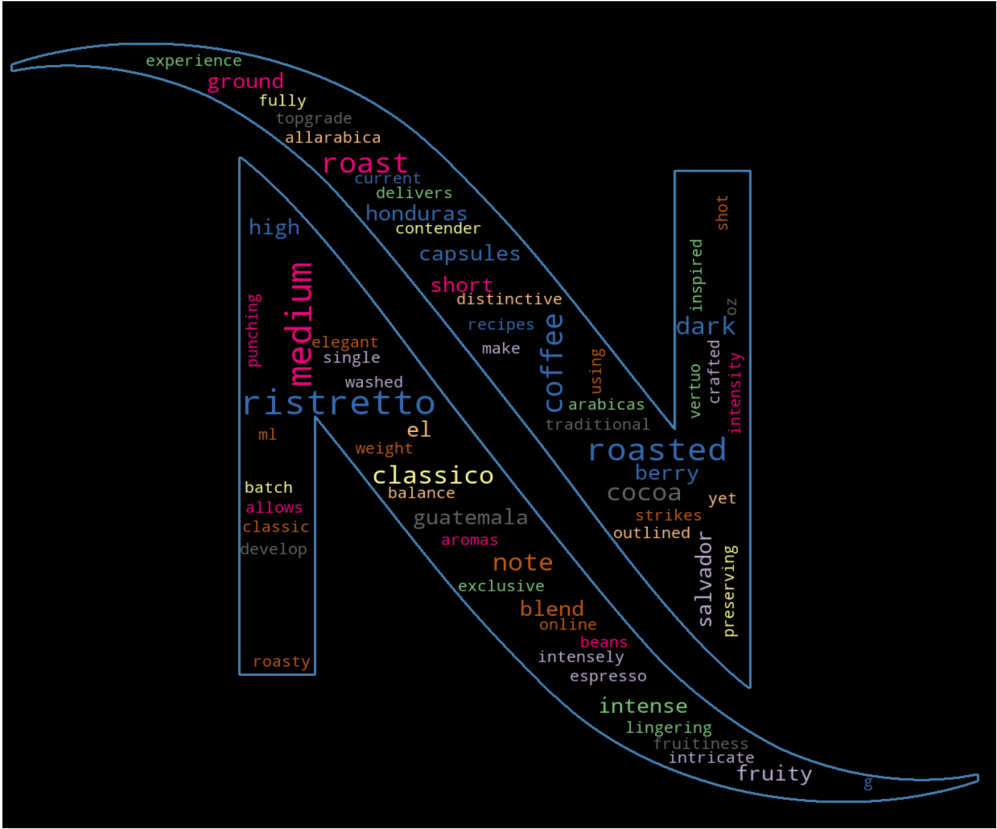 experience
ground
fully
topgrade
allarabica
roast
current
delivers
honduras
contender
capsules
short
distinctive
recipes
make
coffee
using
arabicas
traditional
high
medium
punching
elegant
single
washed
ristretto
ml
el
weight
classico
balance
batch
allows
classic
develop
guatemala
aromas
note
exclusive
blend
online
beans
intensely
espresso
roasty
intense
lingering
fruitiness
intricate
fruity
g
shot
inspired
oz
dark
crafted
vertuo
intensity
roasted
berry
cocoa
yet
strikes
outlined
salvador
preserving